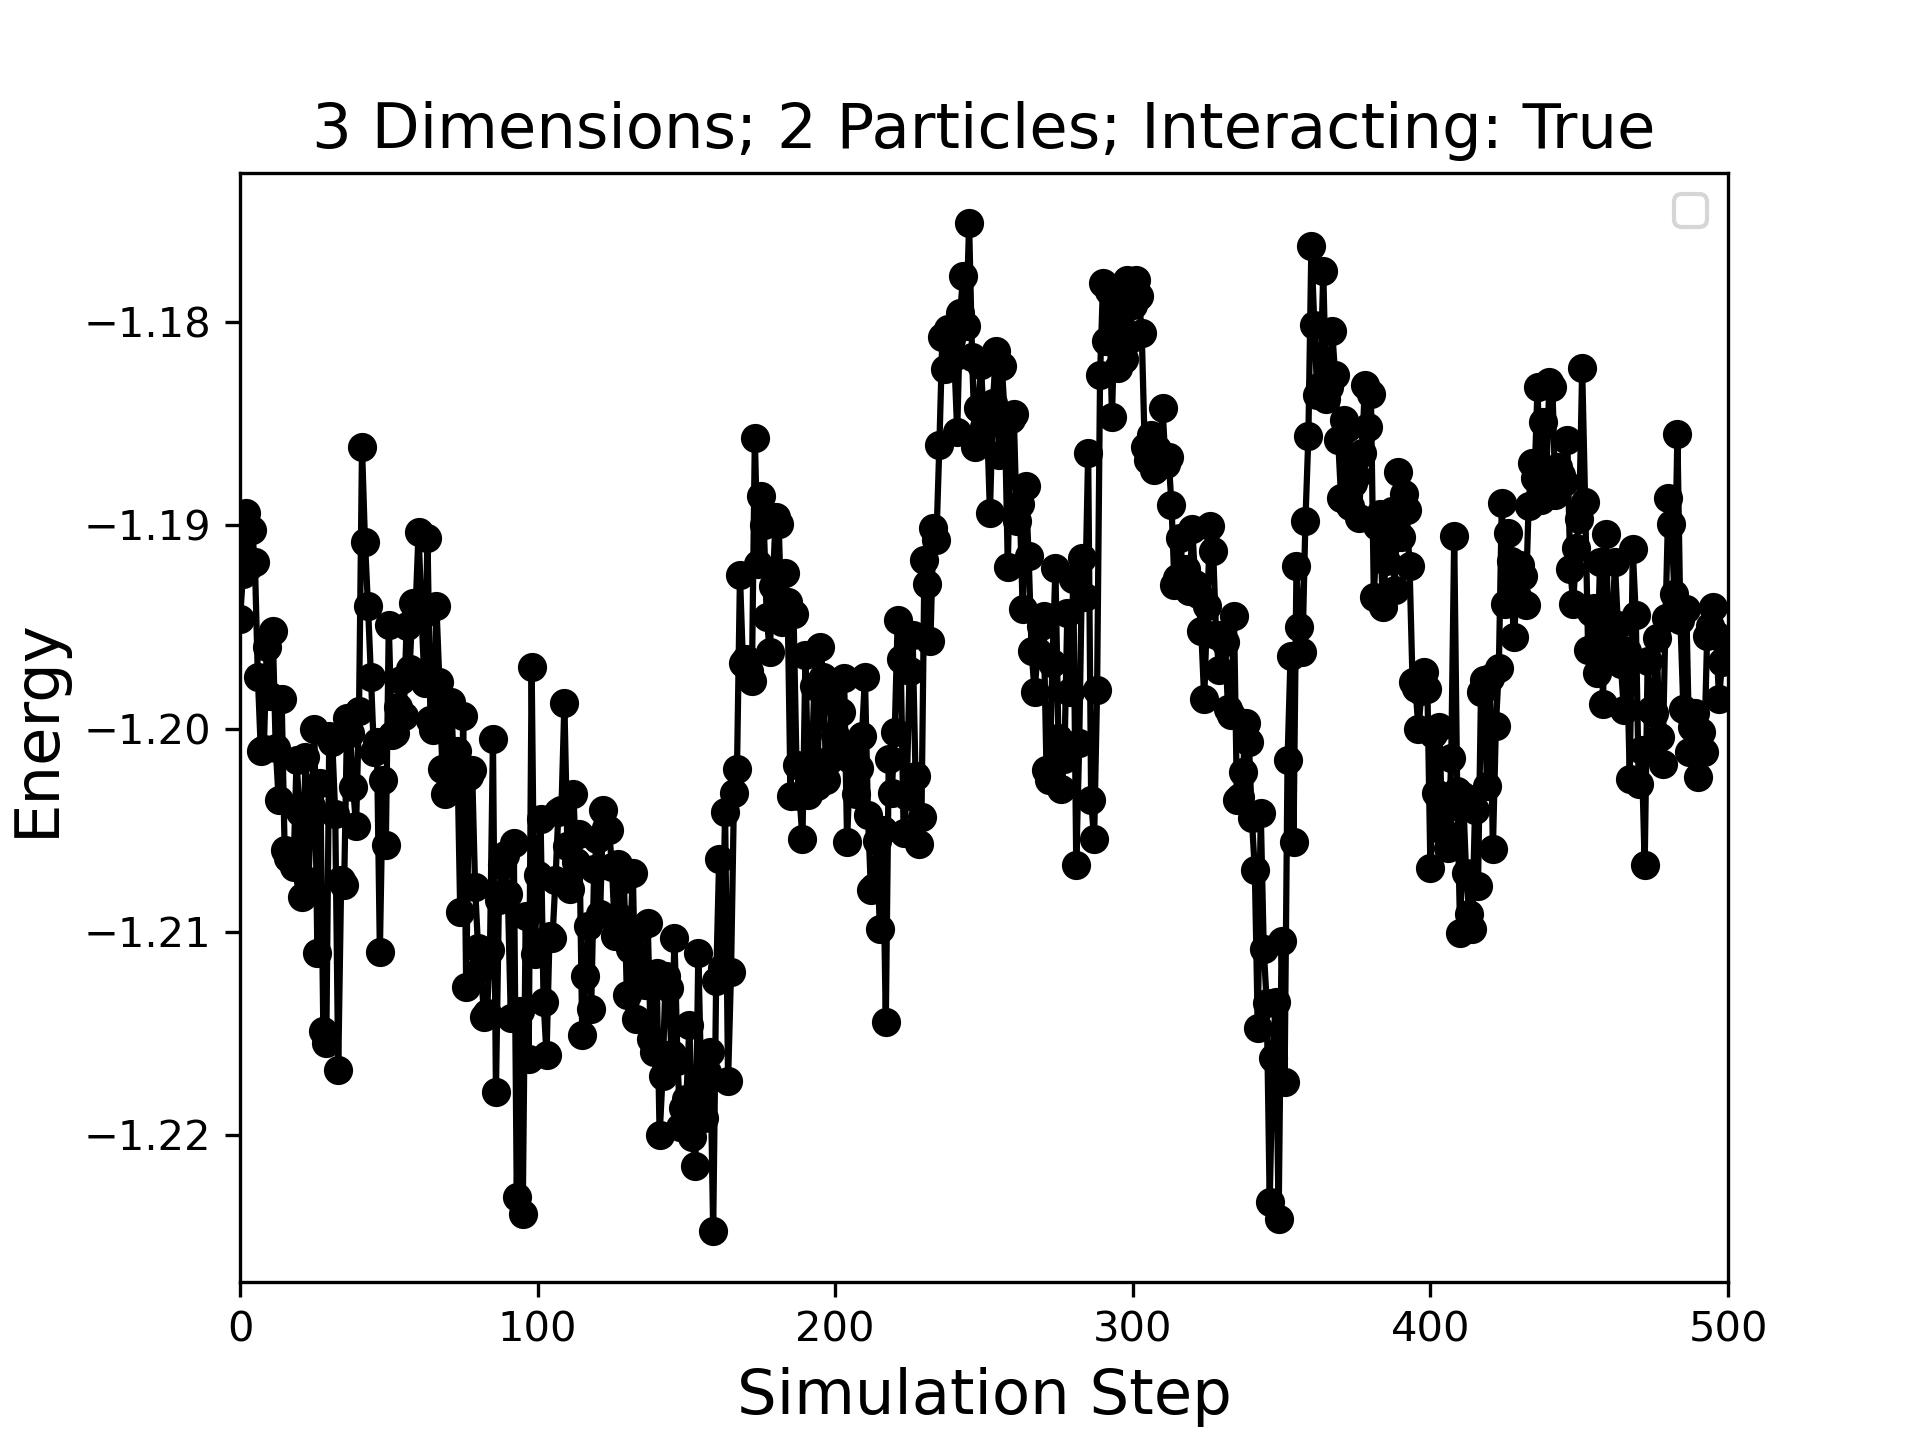 3 Dimensions; 2 Particles; Interacting: True
Energy
−1.18
−1.19
−1.20
−1.21
−1.22
0 100 200 300 400 500
Simulation Step